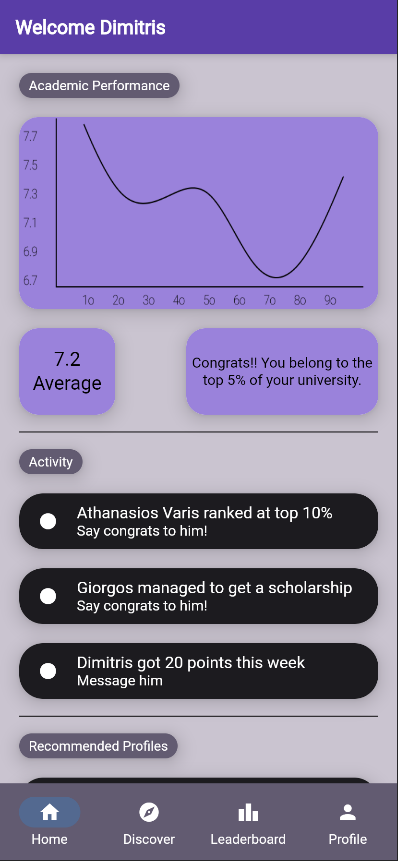 Welcome Dimitris
Academic Performance
7.7
7.5
7.3
7.1
6.9
6.7
1o 2o 3o 4o 5o 6o 7o 8o 9o
7.2
Average
Congrats!! You belong to the
top 5% of your university.
Activity
Athanasios Varis ranked at top 10%
Say congrats to him!
Giorgos managed to get a scholarship
Say congrats to him!
Dimitris got 20 points this week
Message him
Recommended Profiles
Home Discover Leaderboard Profile